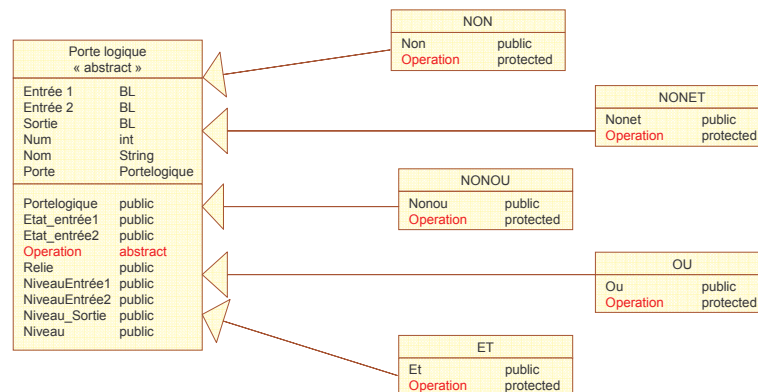 Porte logique
« abstract »
Entrée 1 BL
Entrée 2 BL
Sortie BL
Num int
Nom String
Porte Portelogique
Portelogique public
Etat_entrée1 public
Etat_entrée2 public
Operation abstract
Relie public
NiveauEntrée1 public
NiveauEntrée2 public
Niveau_Sortie public
Niveau public
NON
Non public
Operation protected
NONET
Nonet public
Operation protected
NONOU
Nonou public
Operation protected
OU
Ou public
Operation protected
ET
Et public
Operation protected